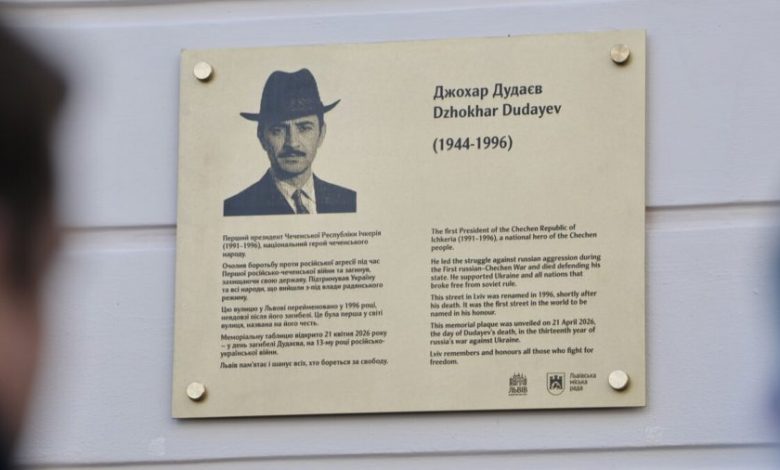 Джохар Дудаєв
Dzhokhar Dudayev
(1944-1996)
Перший президент Чеченської Республіки Ічкерія
(1991–1996), національний герой чеченського
народу.
Очолив боротьбу проти російської агресії під час
Першої російсько-чеченської війни та загинув,
захищаючи свою державу. Підтримував Україну
та всі народи, що вийшли з-під влади радянського
режиму.
Цю вулицю у Львові перейменовано у 1996 році,
невдовзі після його загибелі. Це була перша у світі
вулиця, названа на його честь.
Меморіальну таблицю відкрито 21 квітня 2026 року
– у день загибелі Дудаєва, на 13-му році російсько-
української війни.
Львів пам'ятає і шанує всіх, хто бореться за свободу.
The first President of the Chechen Republic of
Ichkeria (1991–1996), a national hero of the Chechen
people.
He led the struggle against russian aggression during
the First russian–Chechen War and died defending his
state. He supported Ukraine and all nations that
broke free from soviet rule.
This street in Lviv was renamed in 1996, shortly after
his death. It was the first street in the world to be
named in his honour.
This memorial plaque was unveiled on 21 April 2026,
the day of Dudayev's death, in the thirteenth year of
russia's war against Ukraine.
Lviv remembers and honours all those who fight for
freedom.
ЛЬВІВ
Львівська
міська
рада